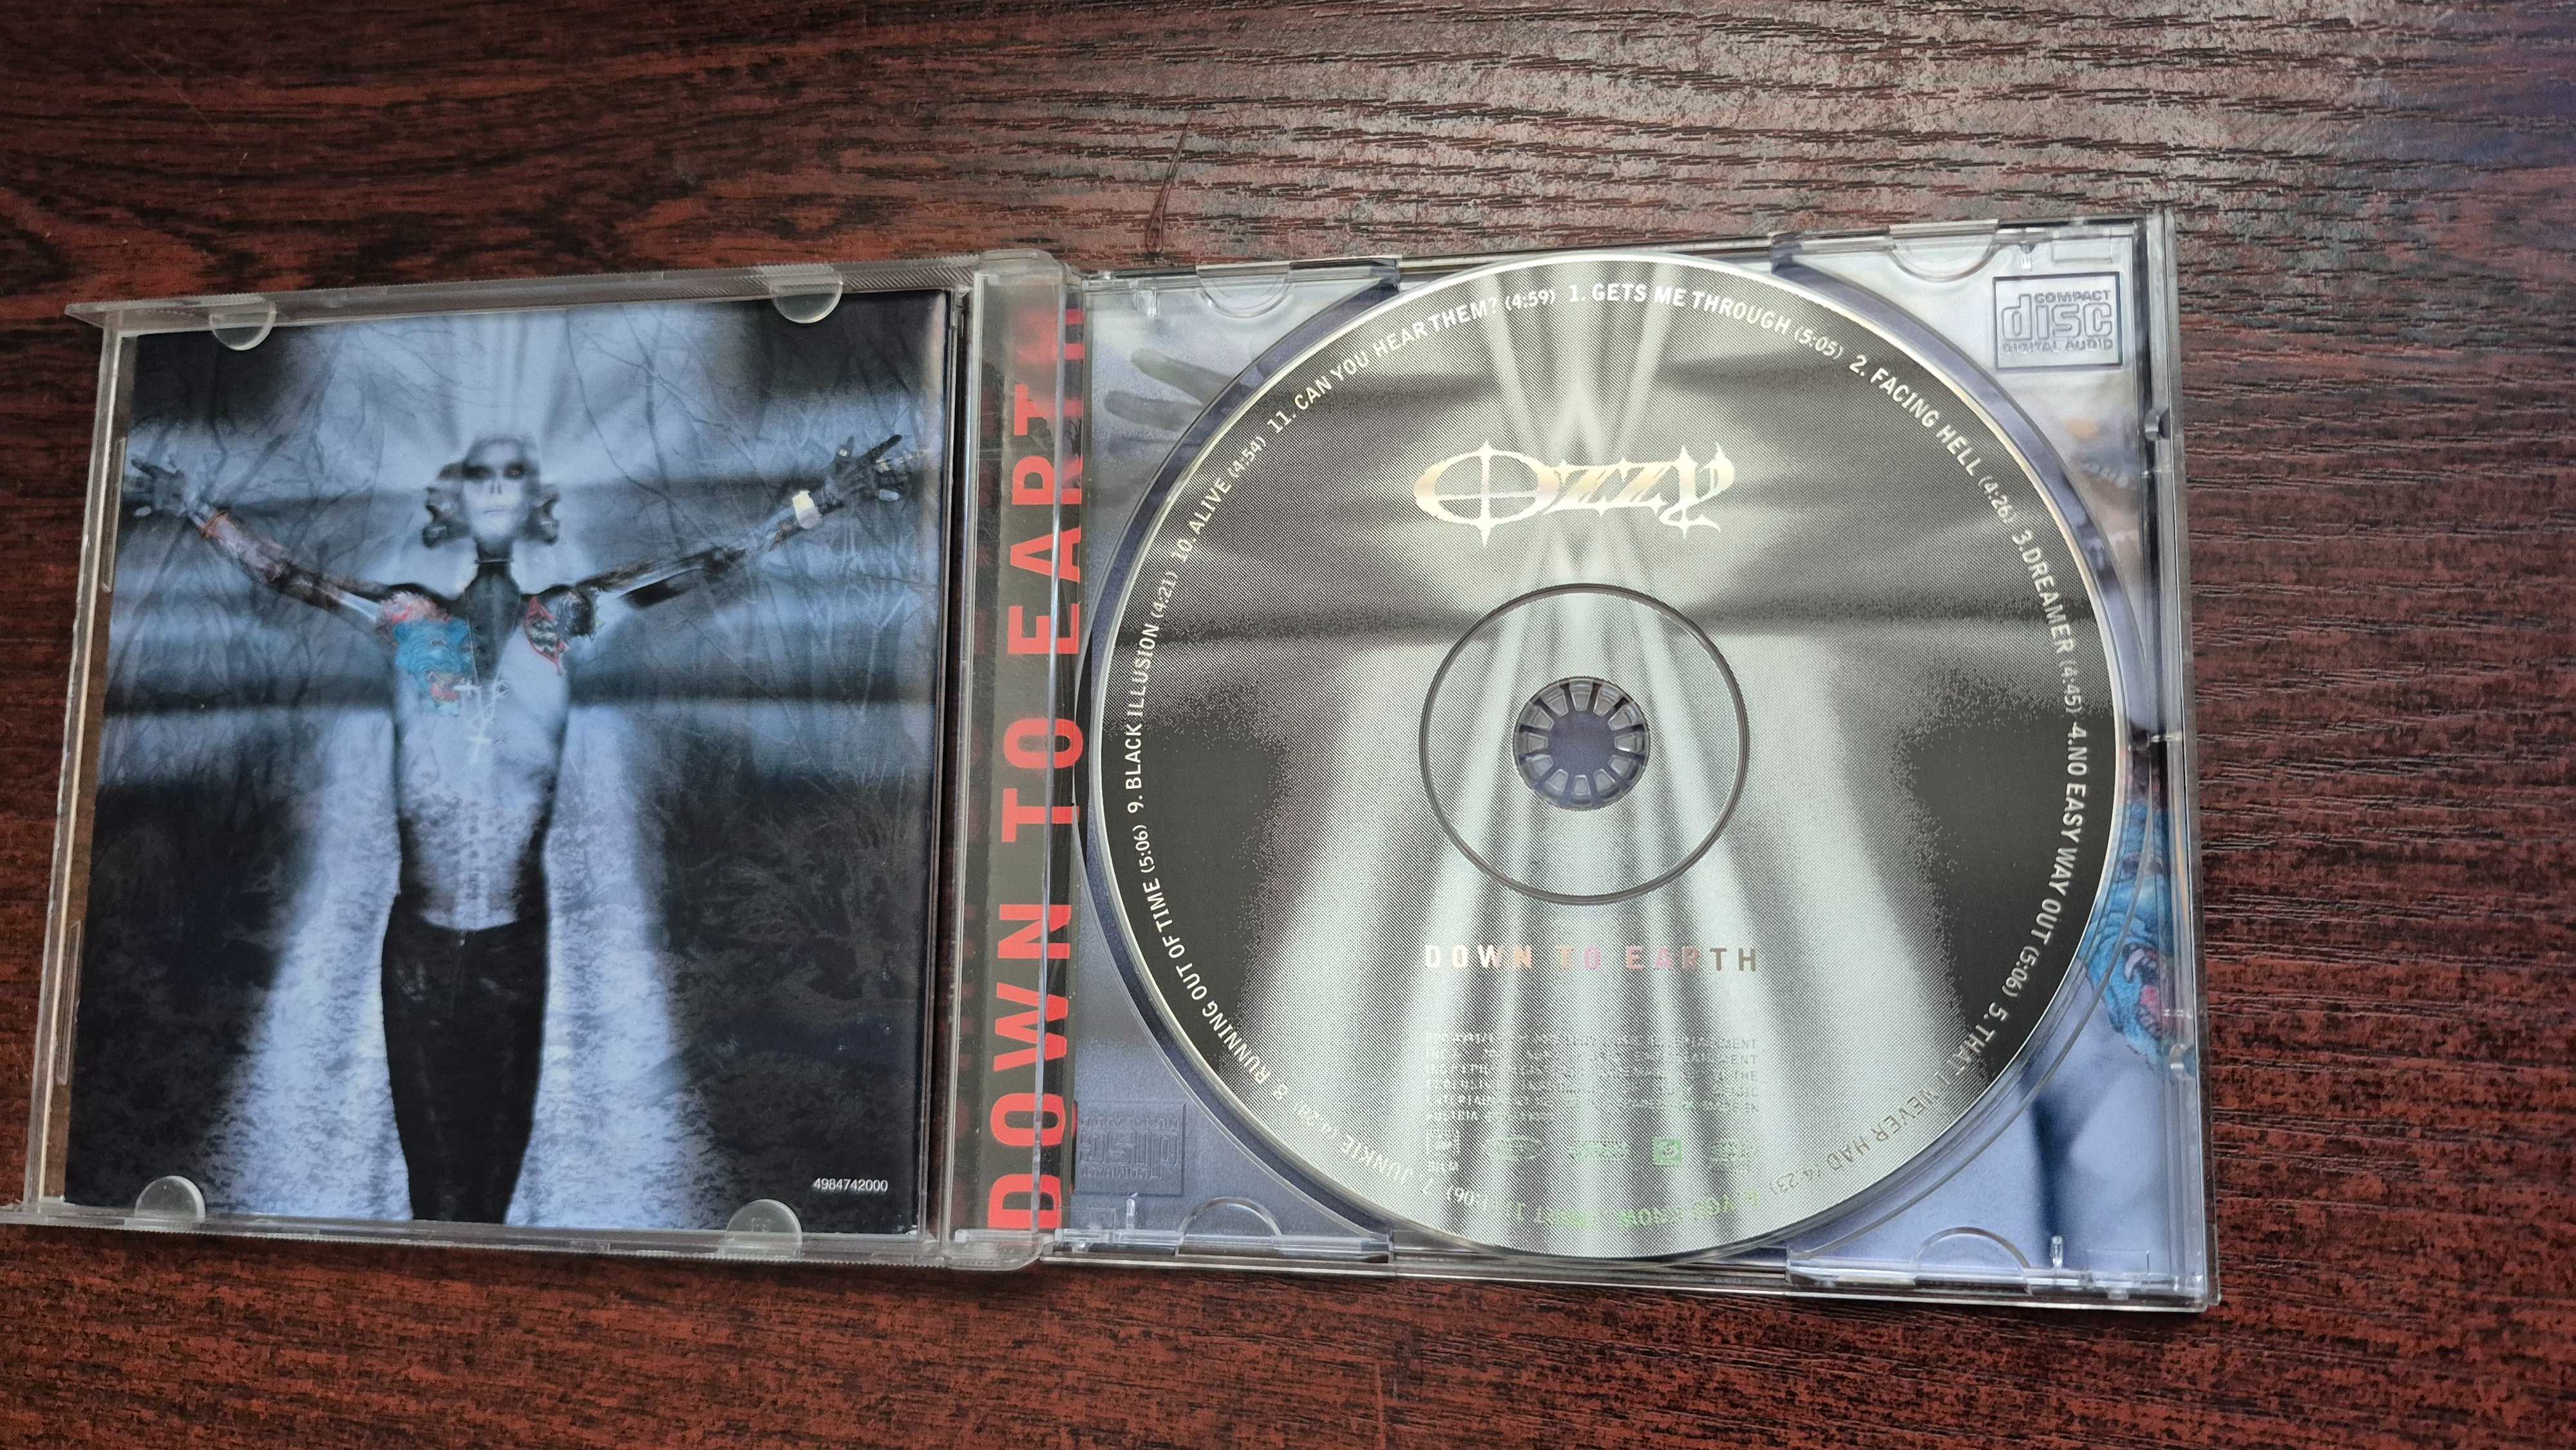 4984742000
DOWN TO EARTH
COMPACT
disc
DIGITAL AUDIO
Ozzy
1. GETS ME THROUGH (5:05) 2. FACING HELL (4:26) 3.DREAMER (4:45) 4.NO EASY WAY OUT (5:06) 5. THAT I NEVER HAD (4:23) 7. JUNKIE 8. RUNNING OUT OF TIME (5:06) 9. BLACK ILLUSION (4:21) 10. ALIVE (4:54) 11. CAN YOU HEAR THEM? (4:59)
DOWN TO EARTH